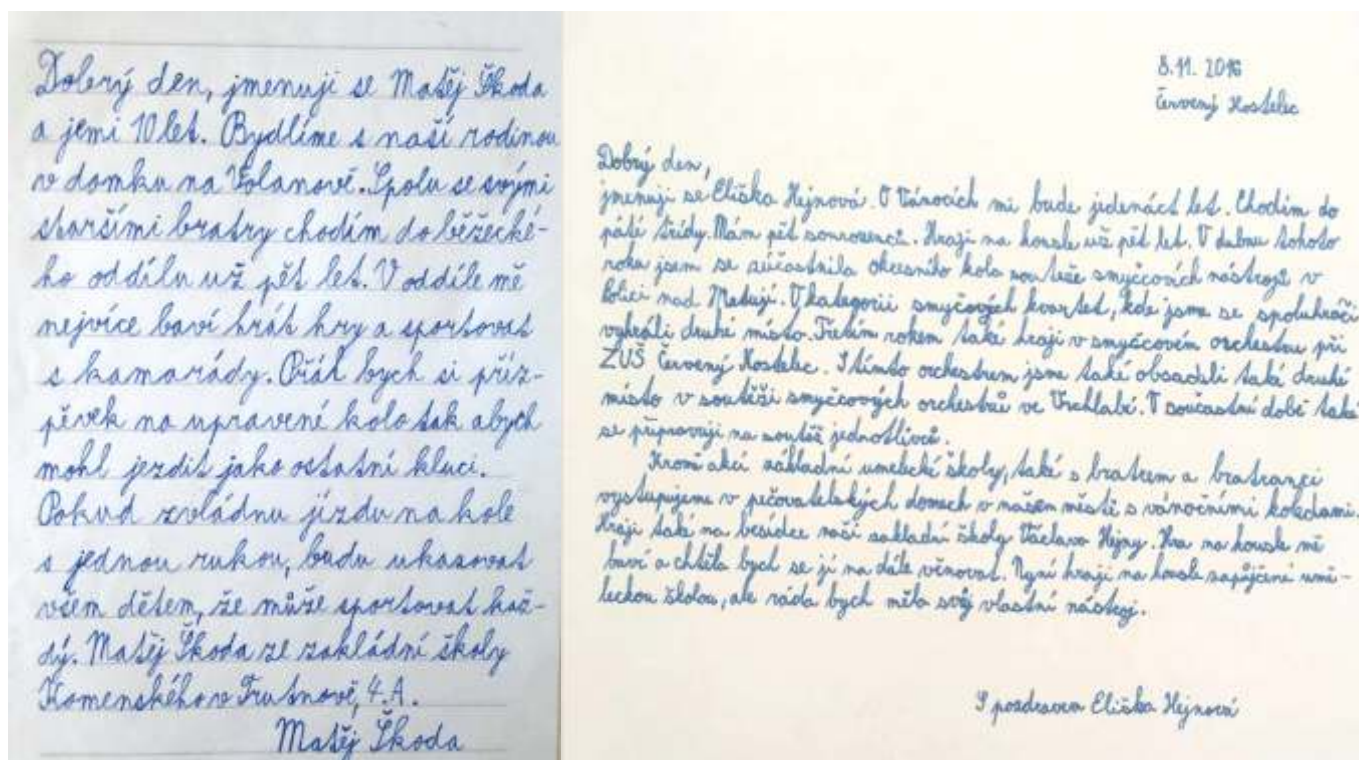 Dobrý den, jmenuji se Matěj Škoda
a jemi 10 let. Bydlíme s naší rodinou
v domku na Volanově. Spolu se svými
staršími bratry chodím do běžecké-
ho oddílu už pět let. V oddíle mě
nejvíce baví hrát hry a sportovat
s kamarády. Přál bych si příz-
pěvek na upravené kolo tak abych
mohl jezdit jako ostatní kluci.
Pokud zvládnu jízdu na kole
s jednou rukou, budu ukazovat
všem dětem, že může sportovat kaž-
dý. Matěj Škoda ze zakládní školy
Komenského v Trutnově, 4.A.
Matěj Škoda
8.11. 2016
Červený Kostelec
Dobrý den,
jmenuji se Eliška Hejnová. O Vánocích mi bude jedenáct let. Chodím do
páté třídy. Mám pět sourozenců. Hraji na housle už pět let. V dubnu tohoto
roku jsem se zúčastnila okresního kola soutěže smyčcových nástrojů v
Polici nad Metují. V kategorii smyčcových kvartet, kde jsme se spoluhráči
vyhráli druhé místo. Třetím rokem také hraji v smyčcovém orchestru při
ZUŠ Červený Kostelec. S tímto orchestrem jsme také obsadili také druhé
místo v soutěži smyčcových orchestrů ve Vrchlabí. V současné době také
se připravuji na soutěž jednotlivců.
Kromě akcí základní umělecké školy, také s bratrem a bratranci
vystupujeme v pečovatelských domech v našem městě s vánočními koledami.
Hraji také na besídce naší základní školy Václava Hejny. Hra na housle mě
baví a chtěla bych se jí na dále věnovat. Nyní hraji na housle zapůjčené umě-
leckou školou, ale ráda bych měla svůj vlastní nástroj.
S pozdravem Eliška Hejnová